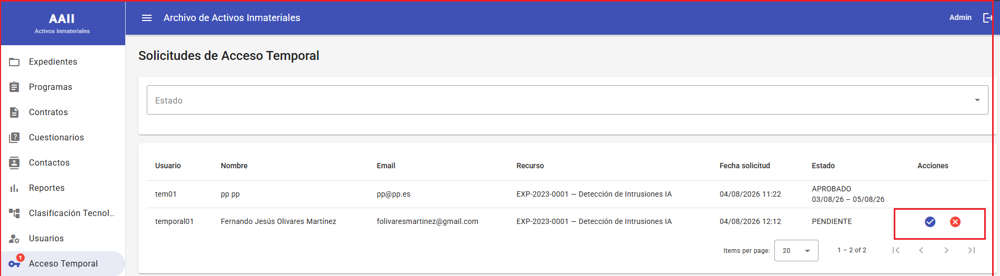 AAII
Activos Inmateriales
Archivo de Activos Inmateriales
Admin
Expedientes
Programas
Contratos
Cuestionarios
Contactos
Reportes
Clasificación Tecnol...
Usuarios
1
Acceso Temporal
Solicitudes de Acceso Temporal
Estado
Usuario Nombre Email Recurso Fecha solicitud Estado Acciones
tem01 pp pp pp@pp.es EXP-2023-0001 — Detección de Intrusiones IA 04/08/2026 11:22 APROBADO
03/08/26 – 05/08/26
temporal01 Fernando Jesús Olivares Martínez folivaresmartinez@gmail.com EXP-2023-0001 — Detección de Intrusiones IA 04/08/2026 12:12 PENDIENTE
Items per page: 20 1 – 2 of 2